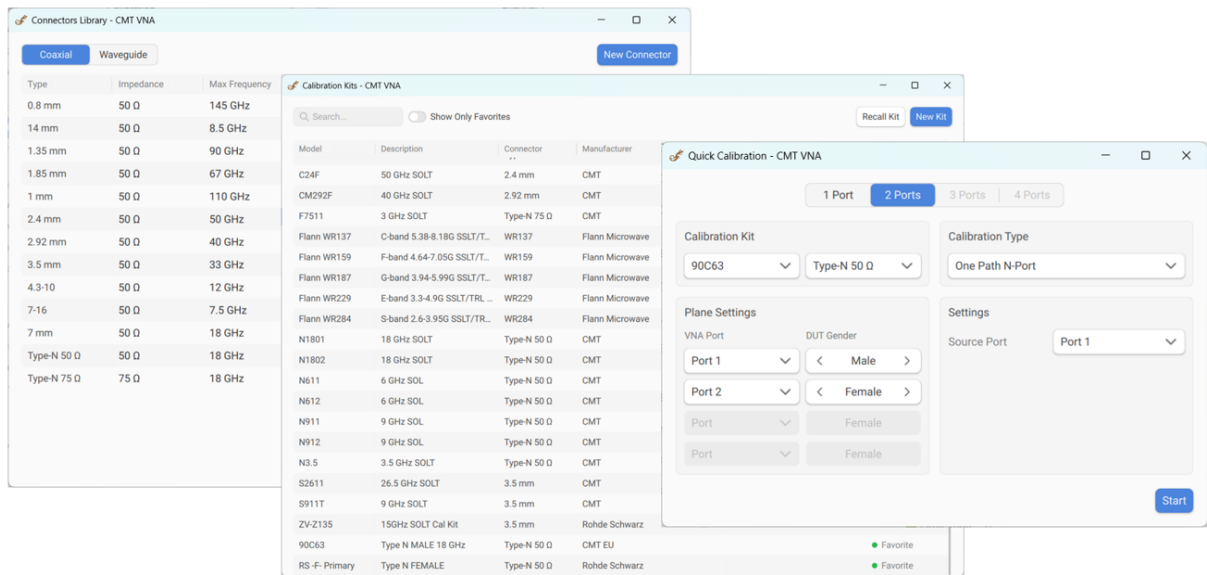 Connectors Library - CMT VNA
Coaxial Waveguide New Connector
Type Impedance Max Frequency
0.8 mm 50 Ω 145 GHz
14 mm 50 Ω 8.5 GHz
1.35 mm 50 Ω 90 GHz
1.85 mm 50 Ω 67 GHz
1 mm 50 Ω 110 GHz
2.4 mm 50 Ω 50 GHz
2.92 mm 50 Ω 40 GHz
3.5 mm 50 Ω 33 GHz
4.3-10 50 Ω 12 GHz
7-16 50 Ω 7.5 GHz
7 mm 50 Ω 18 GHz
Type-N 50 Ω 50 Ω 18 GHz
Type-N 75 Ω 75 Ω 18 GHz
Calibration Kits - CMT VNA
Search... Show Only Favorites Recall Kit New Kit
Model Description Connector Manufacturer
C24F 50 GHz SOLT 2.4 mm CMT
CM292F 40 GHz SOLT 2.92 mm CMT
F7511 3 GHz SOLT Type-N 75 Ω CMT
Flann WR137 C-band 5.38-8.18G SSLT/T... WR137 Flann Microwave
Flann WR159 F-band 4.64-7.05G SSLT/T... WR159 Flann Microwave
Flann WR187 G-band 3.94-5.99G SSLT/T... WR187 Flann Microwave
Flann WR229 E-band 3.3-4.9G SSLT/TRL ... WR229 Flann Microwave
Flann WR284 S-band 2.6-3.95G SSLT/TR... WR284 Flann Microwave
N1801 18 GHz SOLT Type-N 50 Ω CMT
N1802 18 GHz SOLT Type-N 50 Ω CMT
N611 6 GHz SOL Type-N 50 Ω CMT
N612 6 GHz SOL Type-N 50 Ω CMT
N911 9 GHz SOL Type-N 50 Ω CMT
N912 9 GHz SOL Type-N 50 Ω CMT
N3.5 3.5 GHz SOLT Type-N 50 Ω CMT
S2611 26.5 GHz SOLT 3.5 mm CMT
S911T 9 GHz SOLT 3.5 mm CMT
ZV-Z135 15GHz SOLT Cal Kit 3.5 mm Rohde Schwarz
90C63 Type N MALE 18 GHz Type-N 50 Ω CMT EU Favorite
RS -F- Primary Type N FEMALE Type-N 50 Ω Rohde Schwarz Favorite
Quick Calibration - CMT VNA
1 Port 2 Ports 3 Ports 4 Ports
Calibration Kit
90C63 Type-N 50 Ω
Calibration Type
One Path N-Port
Plane Settings
VNA Port DUT Gender
Port 1 Male
Port 2 Female
Port Female
Port Female
Settings
Source Port Port 1
Start